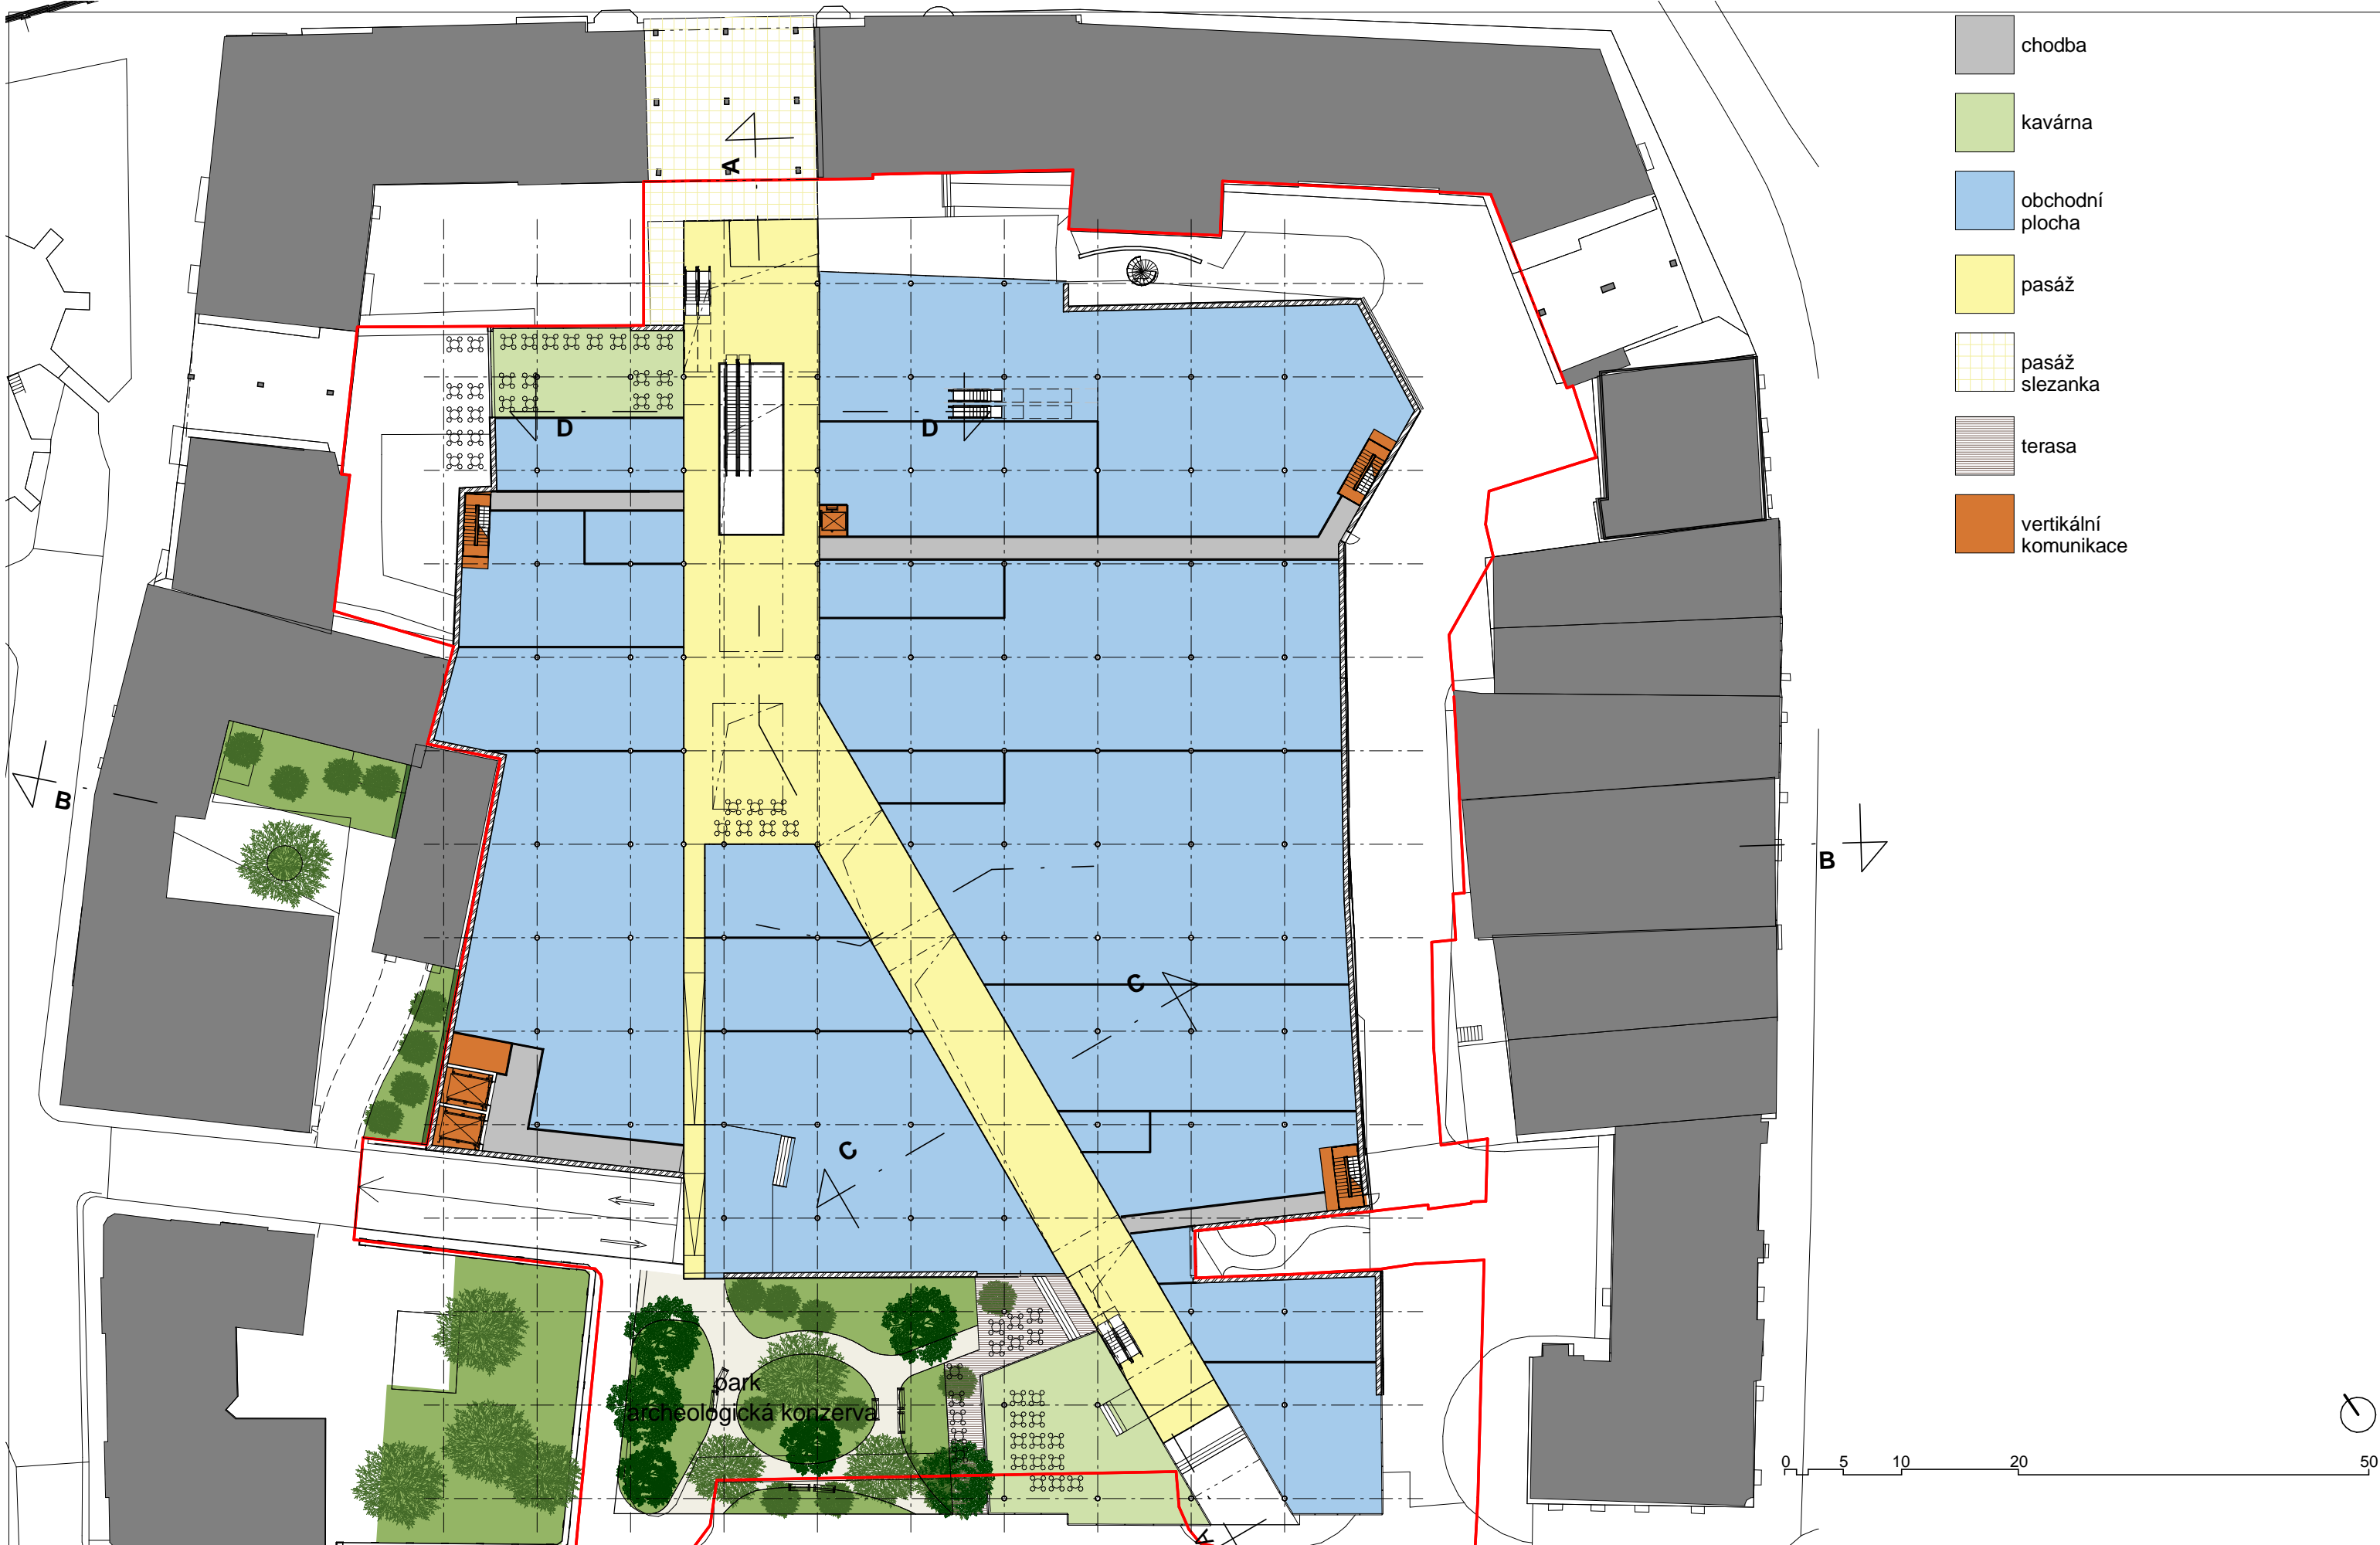 chodba
kavárna
obchodní
plocha
pasáž
pasáž
slezanka
terasa
vertikální
komunikace
A
D
D
B
B
C
C
park
archeologická konzerva
A
0 5 10 20 50